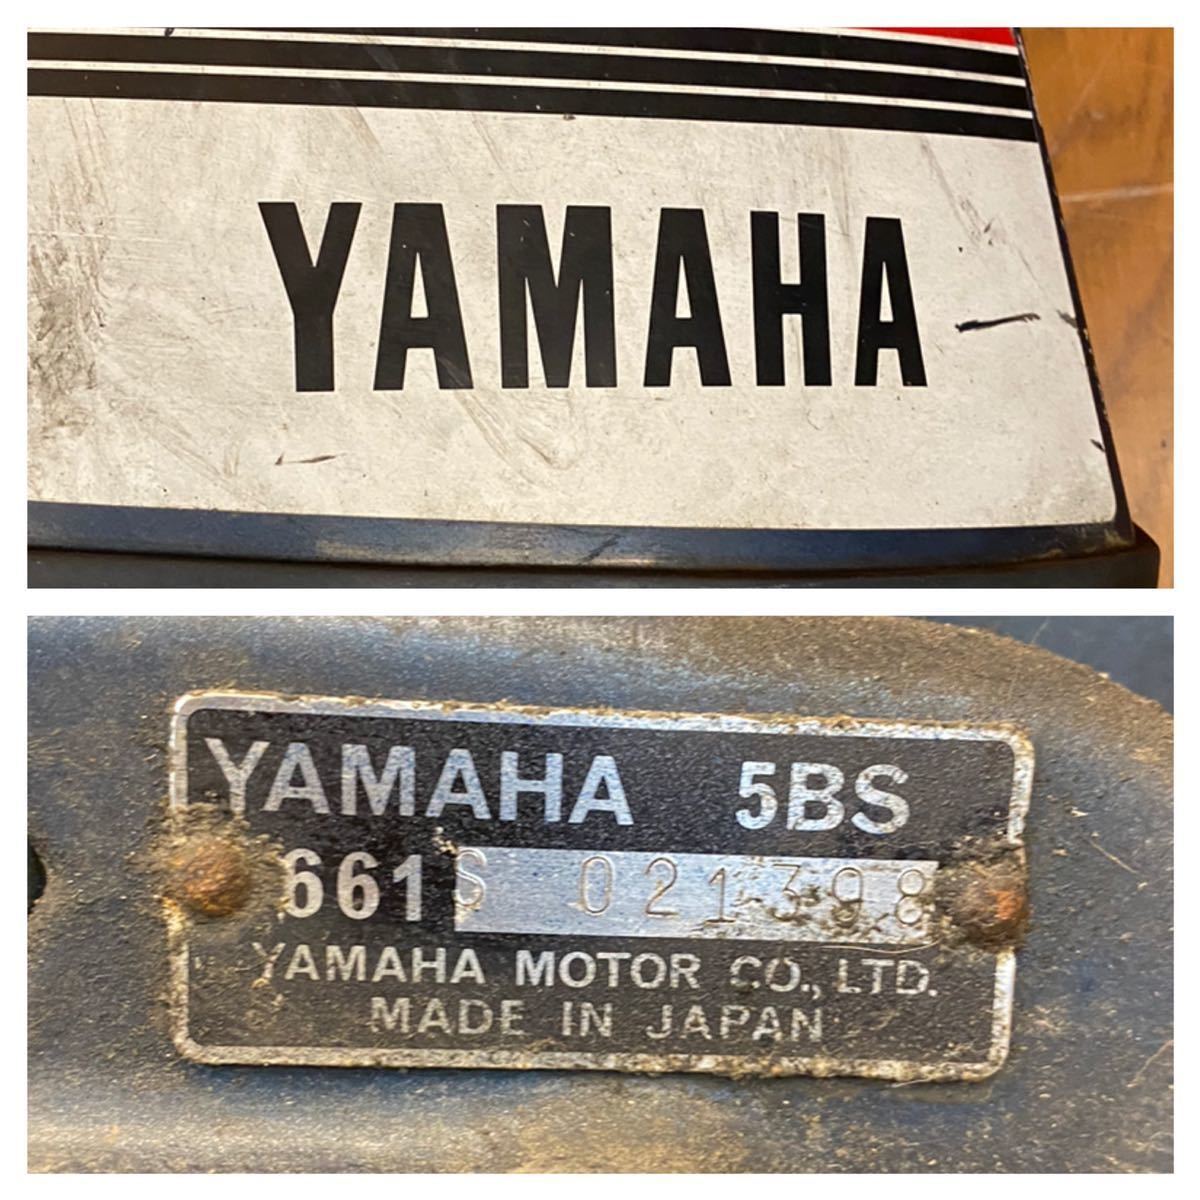 YAMAHA
YAMAHA 5BS
661S 021398
YAMAHA MOTOR CO., LTD.
MADE IN JAPAN